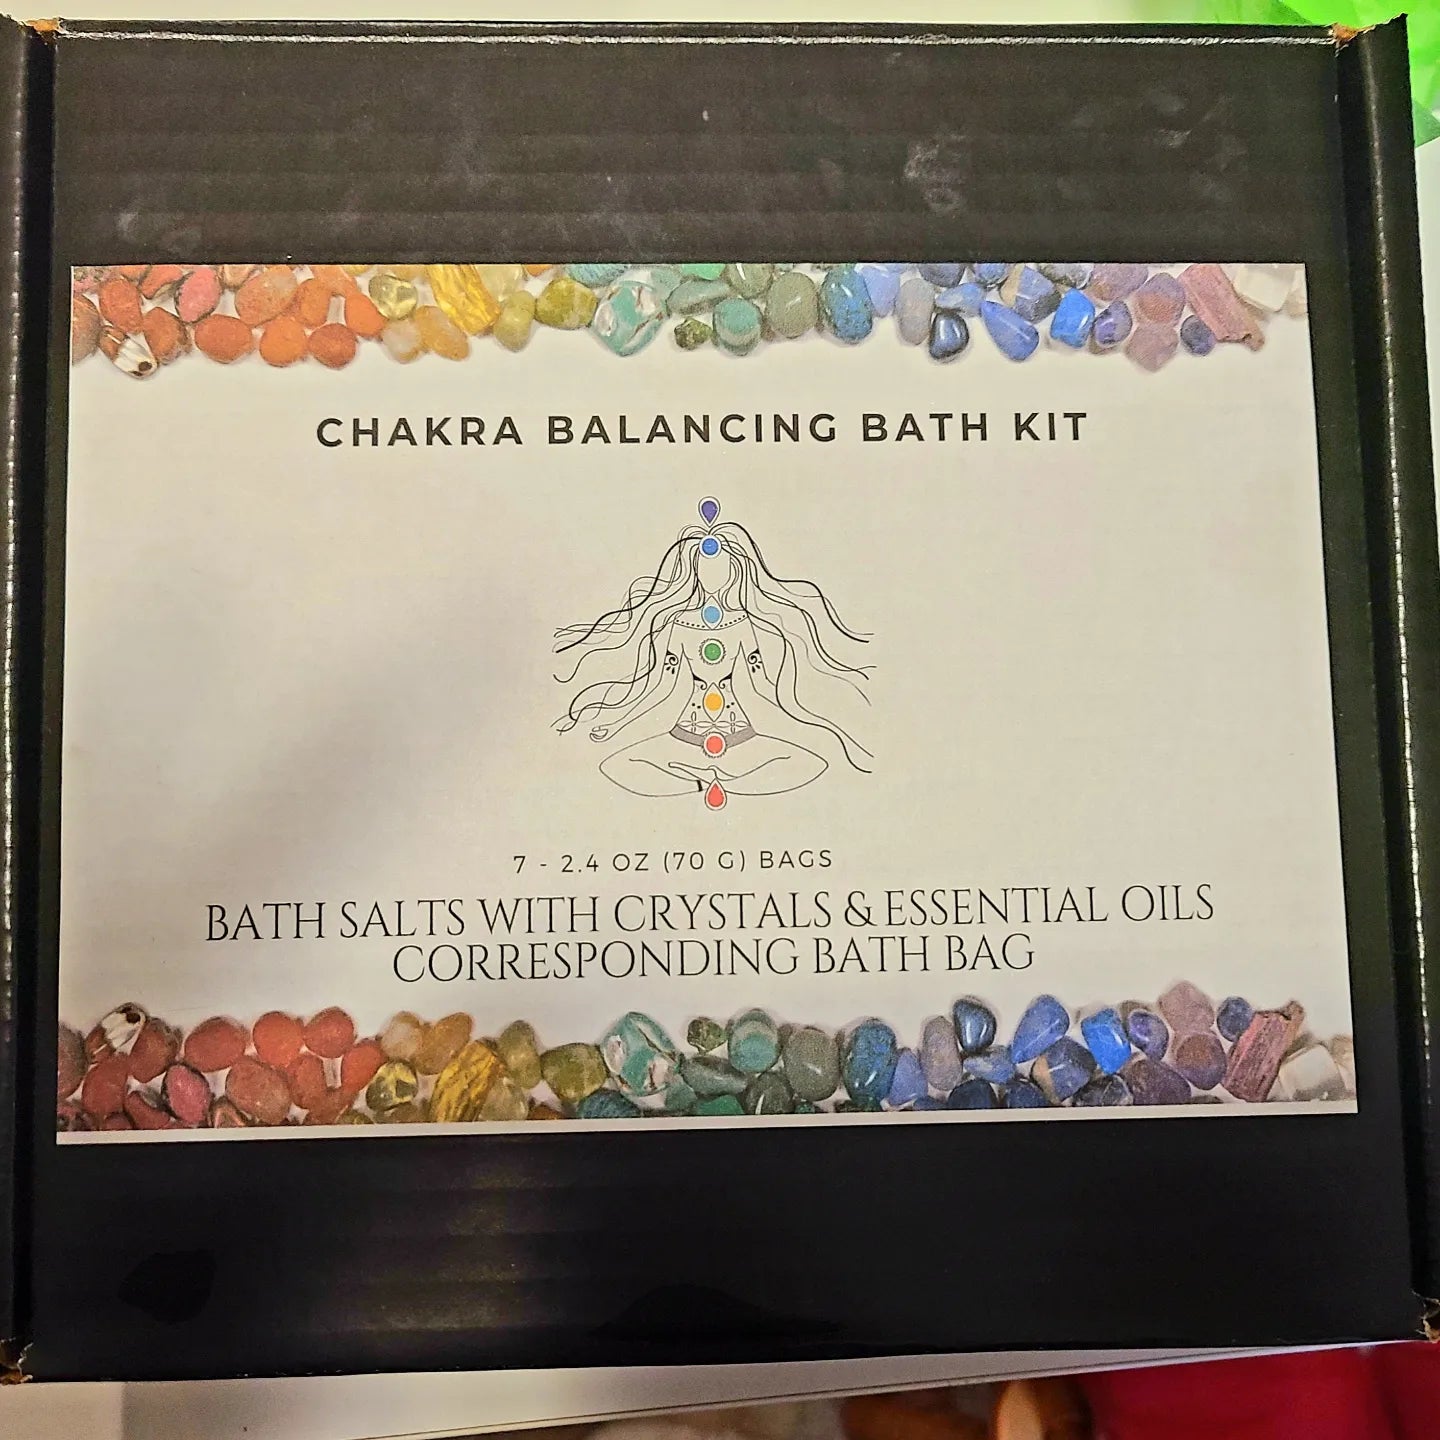 CHAKRA BALANCING BATH KIT
7 - 2.4 OZ (70 G) BAGS
BATH SALTS WITH CRYSTALS & ESSENTIAL OILS
CORRESPONDING BATH BAG